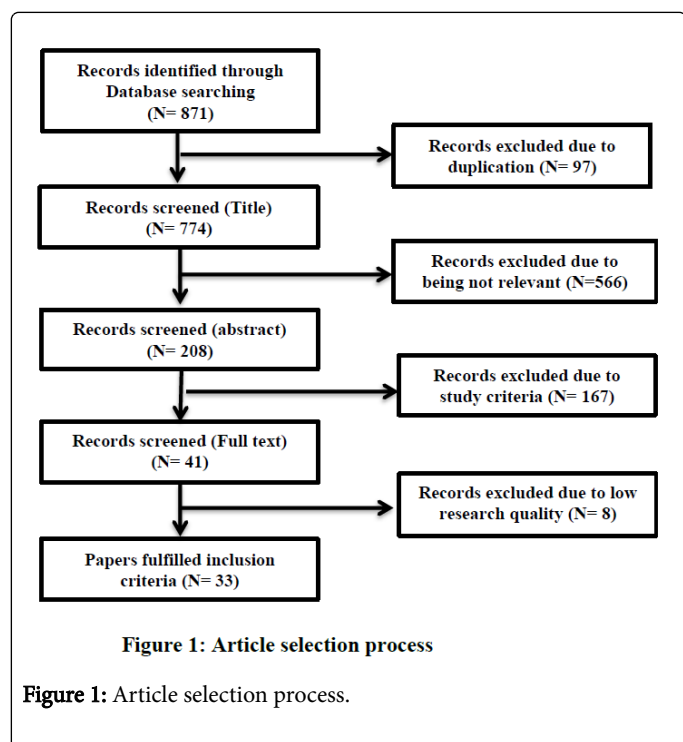 Records identified through
Database searching
(N= 871)
Records excluded due to
duplication (N= 97)
Records screened (Title)
(N= 774)
Records excluded due to
being not relevant (N=566)
Records screened (abstract)
(N= 208)
Records excluded due to
study criteria (N= 167)
Records screened (Full text)
(N= 41)
Records excluded due to low
research quality (N= 8)
Papers fulfilled inclusion
criteria (N= 33)
Figure 1: Article selection process
Figure 1: Article selection process.